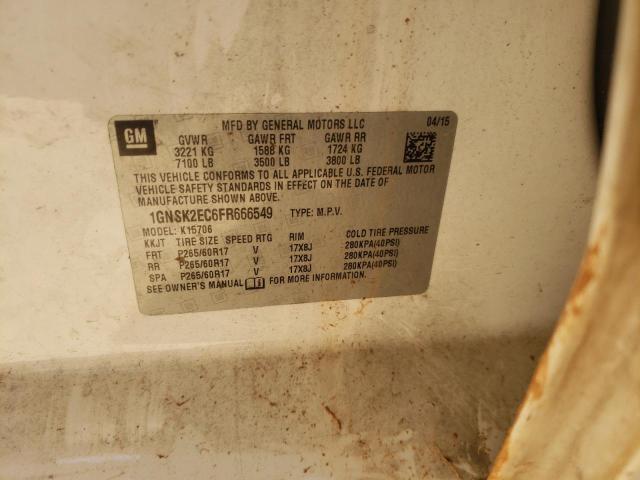 GM
MFD BY GENERAL MOTORS LLC 04/15
GVWR GAWR FRT GAWR RR
3221 KG 1588 KG 1724 KG
7100 LB 3500 LB 3800 LB
THIS VEHICLE CONFORMS TO ALL APPLICABLE U.S. FEDERAL MOTOR
VEHICLE SAFETY STANDARDS IN EFFECT ON THE DATE OF
MANUFACTURE SHOWN ABOVE.
1GNSK2EC6FR666549 TYPE: M.P.V.
MODEL: K15706
KKJT TIRE SIZE SPEED RTG RIM COLD TIRE PRESSURE
FRT P265/60R17 V 17X8J 280KPA(40PSI)
RR P265/60R17 V 17X8J 280KPA(40PSI)
SPA P265/60R17 V 17X8J 280KPA(40PSI)
SEE OWNER'S MANUAL FOR MORE INFORMATION.